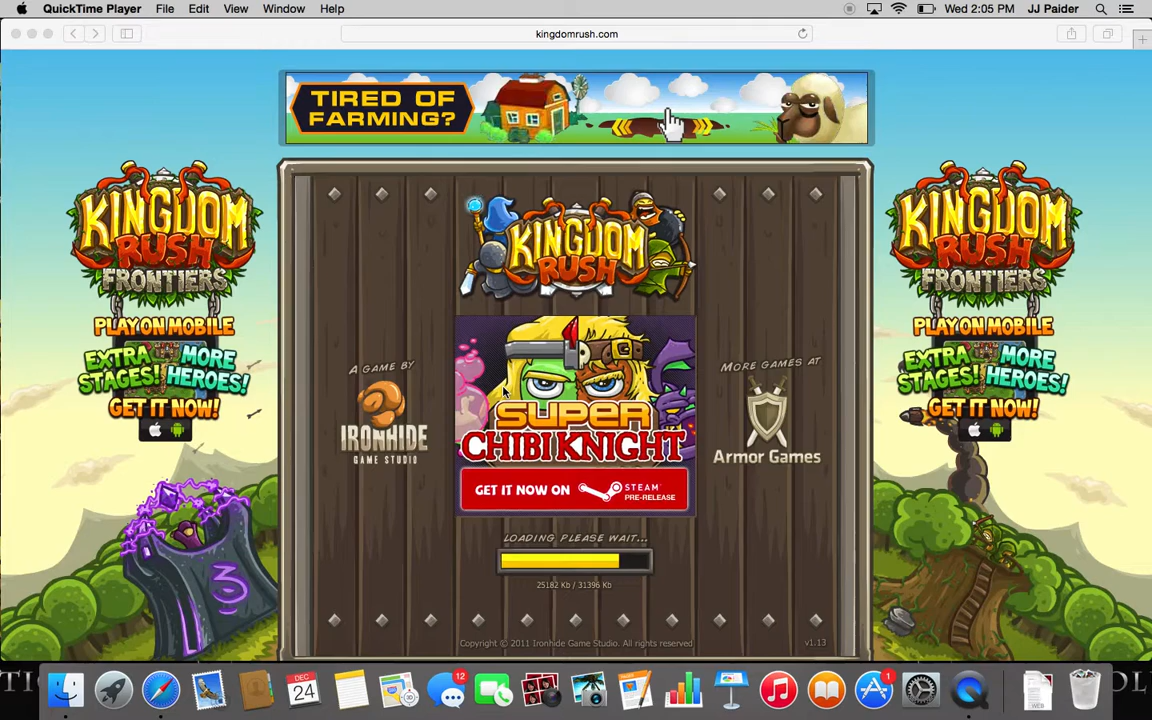 QuickTime Player File Edit View Window Help Wed 2:05 PM JJ Paider
kingdomrush.com
TIRED OF
FARMING?
KINGDOM
RUSH
FRONTIERS
PLAY ON MOBILE
EXTRA
STAGES!
MORE
HEROES!
GET IT NOW!
KINGDOM
RUSH
A GAME BY
IRONHIDE
GAME STUDIO
SUPER
CHIBI KNIGHT
GET IT NOW ON STEAM
PRE-RELEASE
MORE GAMES AT
Armor Games
LOADING PLEASE WAIT...
25182 Kb / 31396 Kb
Copyright © 2011 Ironhide Game Studio. All rights reserved
v1.13
KINGDOM
RUSH
FRONTIERS
PLAY ON MOBILE
EXTRA
STAGES!
MORE
HEROES!
GET IT NOW!
DEC
24
12
1
WEB